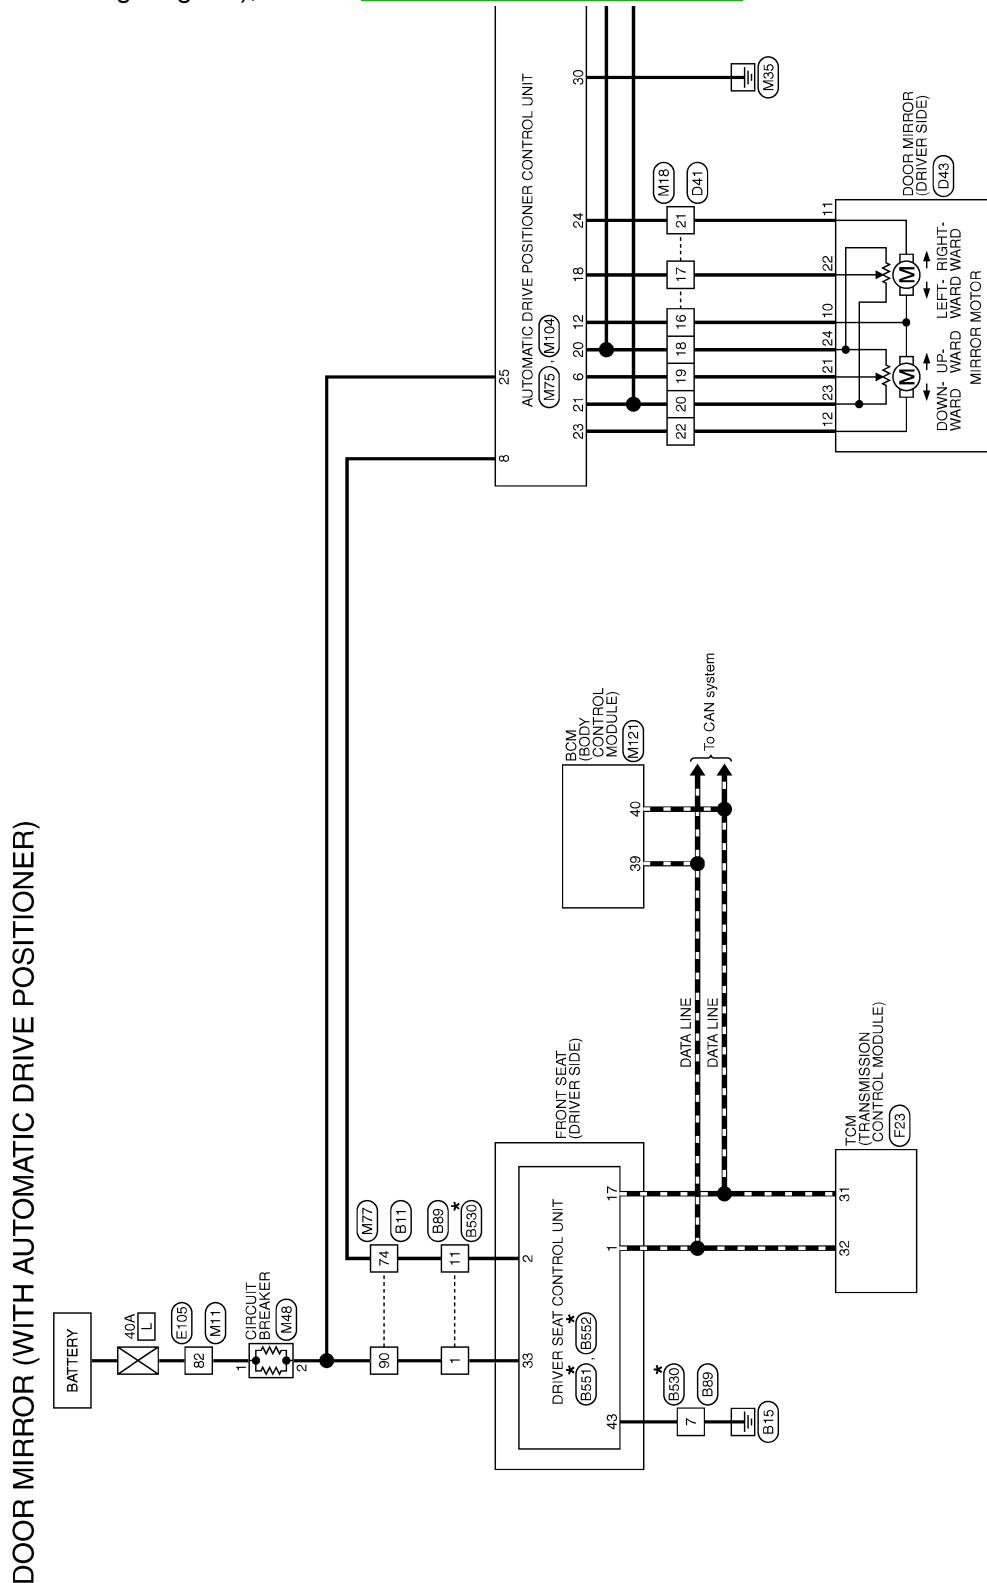 DOOR MIRROR (WITH AUTOMATIC DRIVE POSITIONER)
BATTERY
40A
L
82
E105
M11
1
CIRCUIT
BREAKER
M48
2
90
74
M77
B11
1
11
B89
*
B530
33
2
FRONT SEAT
(DRIVER SIDE)
DRIVER SEAT CONTROL UNIT
*
B551 ,
*
B552
43
1
17
7
*
B530
B89
B15
DATA LINE
DATA LINE
32
31
TCM
(TRANSMISSION
CONTROL MODULE)
F23
BCM
(BODY
CONTROL
MODULE)
M121
39
40
To CAN system
8
25
AUTOMATIC DRIVE POSITIONER CONTROL UNIT
M75 , M104
23
21
6
20
12
18
24
30
M35
22
20
19
18
16
17
21
M18
D41
12
23
21
24
10
22
11
DOOR MIRROR
(DRIVER SIDE)
D43
M
M
DOWN-
WARD
UP-
WARD
LEFT-
WARD
RIGHT-
WARD
MIRROR MOTOR